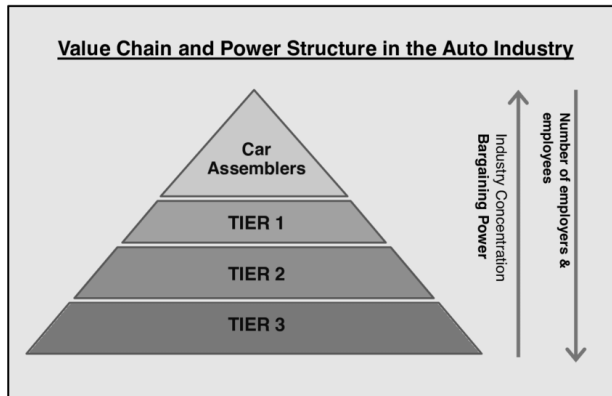 Value Chain and Power Structure in the Auto Industry
Car
Assemblers
TIER 1
TIER 2
TIER 3
Industry Concentration
Bargaining Power
Number of employers &
employees